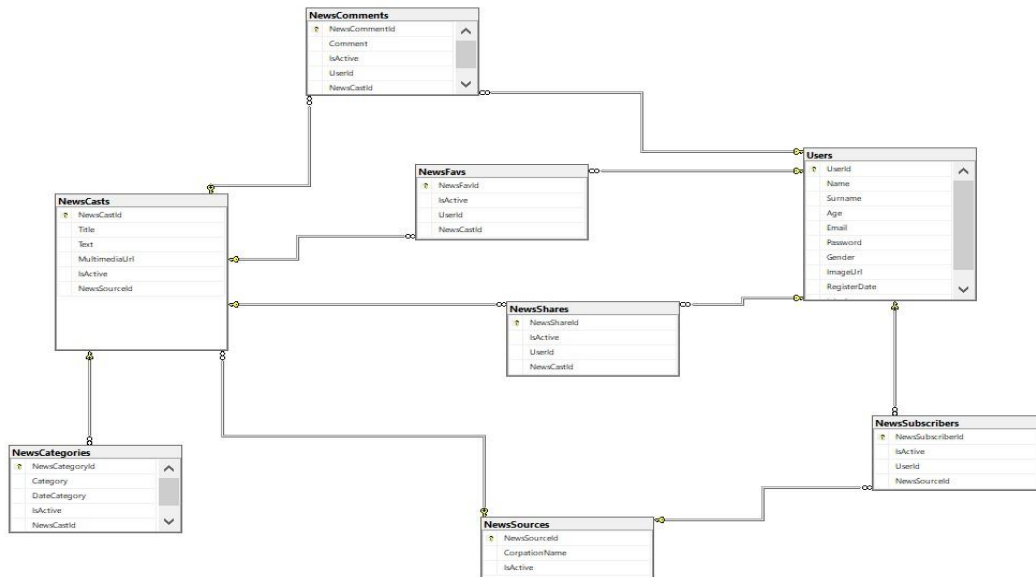 NewsComments
NewsCommentId
Comment
IsActive
UserId
NewsCastId
Users
UserId
Name
Surname
Age
Email
Password
Gender
ImageUrl
RegisterDate
NewsFavs
NewsFavId
IsActive
UserId
NewsCastId
NewsCasts
NewsCastId
Title
Text
MultimediaUrl
IsActive
NewsSourceId
NewsShares
NewsShareId
IsActive
UserId
NewsCastId
NewsSubscribers
NewsSubscriberId
IsActive
UserId
NewsSourceId
NewsCategories
NewsCategoryId
Category
DateCategory
IsActive
NewsCastId
NewsSources
NewsSourceId
CorpationName
IsActive